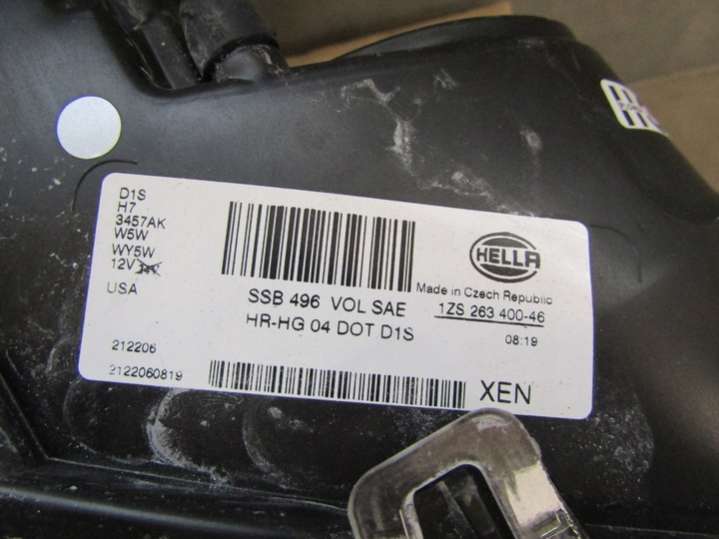 D1S
H7
3457AK
W5W
WY5W
12V
USA
212206
2122060819
SSB 496 VOL SAE
HR-HG 04 DOT D1S
HELLA
Made in Czech Republic
1ZS 263 400-46
08:19
XEN